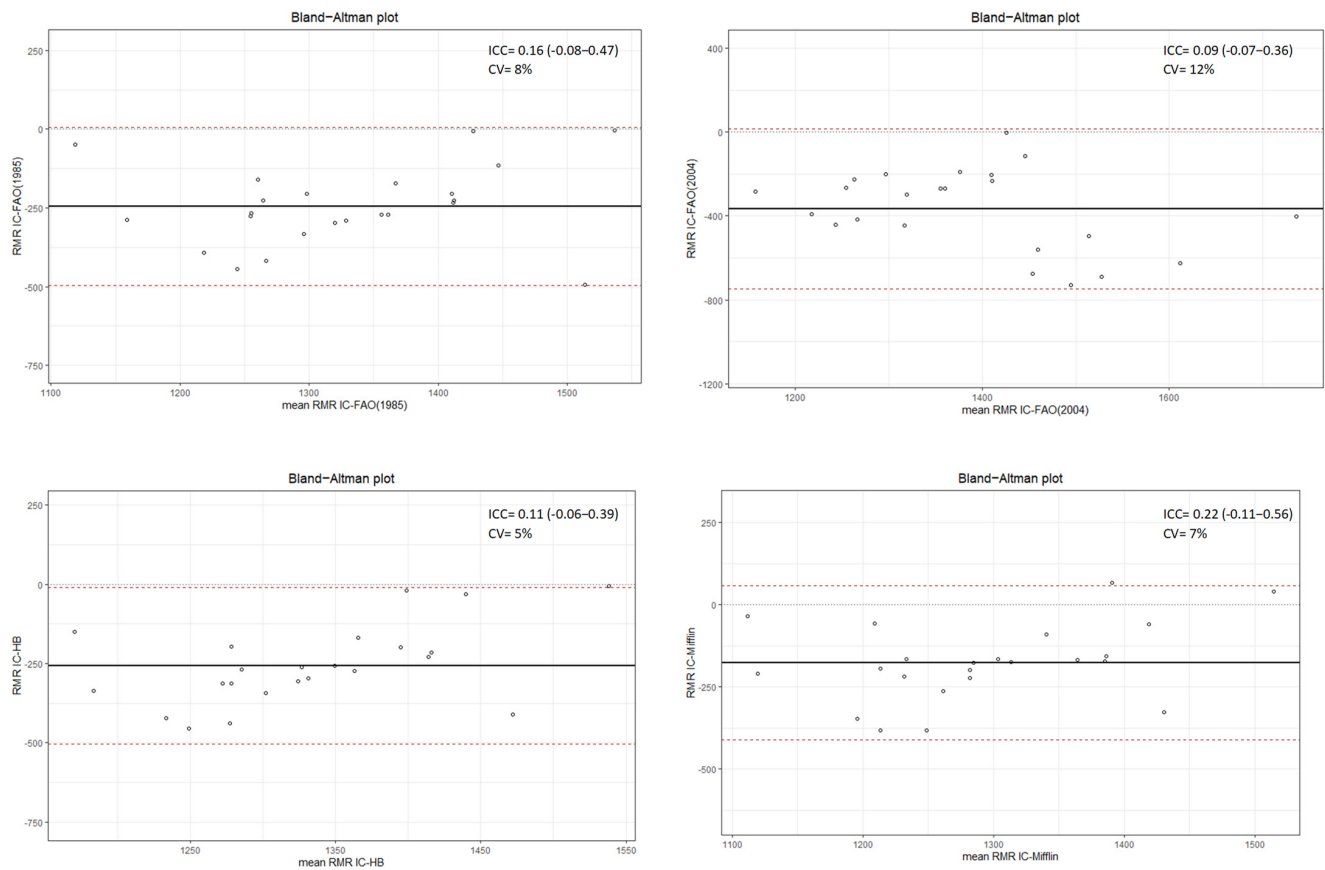 Bland−Altman plot
ICC= 0.16 (-0.08–0.47)
CV= 8%
250
0
-250
-500
-750
RMR IC-FAO(1985)
1100 1200 1300 1400 1500
mean RMR IC-FAO(1985)
Bland−Altman plot
ICC= 0.09 (-0.07–0.36)
CV= 12%
400
0
-400
-800
-1200
RMR IC-FAO(2004)
1200 1400 1600
mean RMR IC-FAO(2004)
Bland−Altman plot
ICC= 0.11 (-0.06–0.39)
CV= 5%
250
0
-250
-500
-750
RMR IC-HB
1250 1350 1450 1550
mean RMR IC-HB
Bland−Altman plot
ICC= 0.22 (-0.11–0.56)
CV= 7%
250
0
-250
-500
RMR IC-Mifflin
1100 1200 1300 1400 1500
mean RMR IC-Mifflin